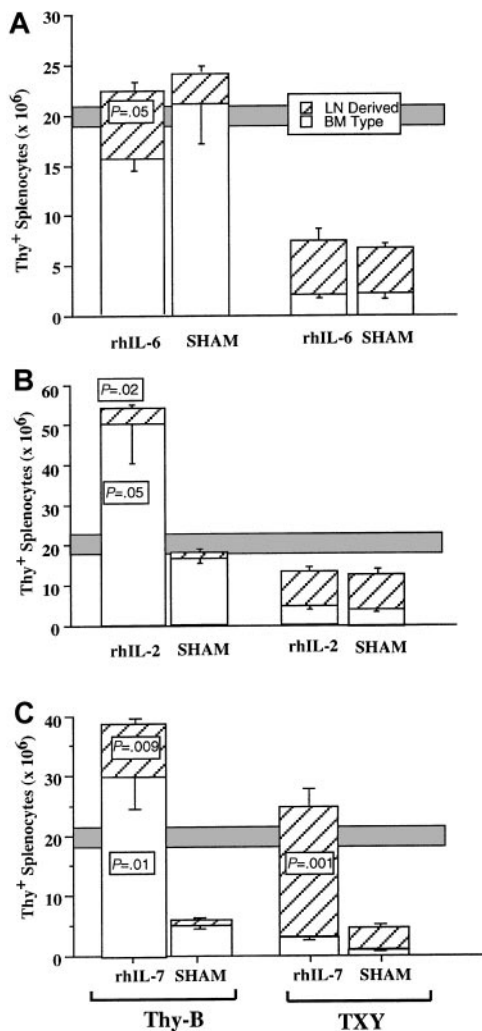 A
Thy+ Splenocytes (x 10^6)
30
25
20
15
10
5
0
P=.05
LN Derived
BM Type
rhIL-6 SHAM rhIL-6 SHAM
B
Thy+ Splenocytes (x 10^6)
60
50
40
30
20
10
0
P=.02
P=.05
rhIL-2 SHAM rhIL-2 SHAM
C
Thy+ Splenocytes (x 10^6)
40
30
20
10
0
P=.009
P=.01
P=.001
rhIL-7 SHAM rhIL-7 SHAM
Thy-B TXY